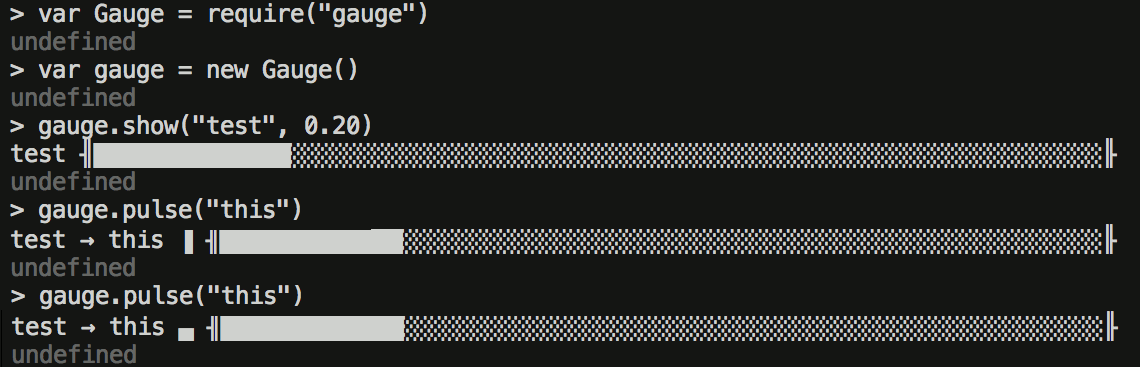 > var Gauge = require("gauge")
undefined
> var gauge = new Gauge()
undefined
> gauge.show("test", 0.20)
test
undefined
> gauge.pulse("this")
test → this
undefined
> gauge.pulse("this")
test → this
undefined